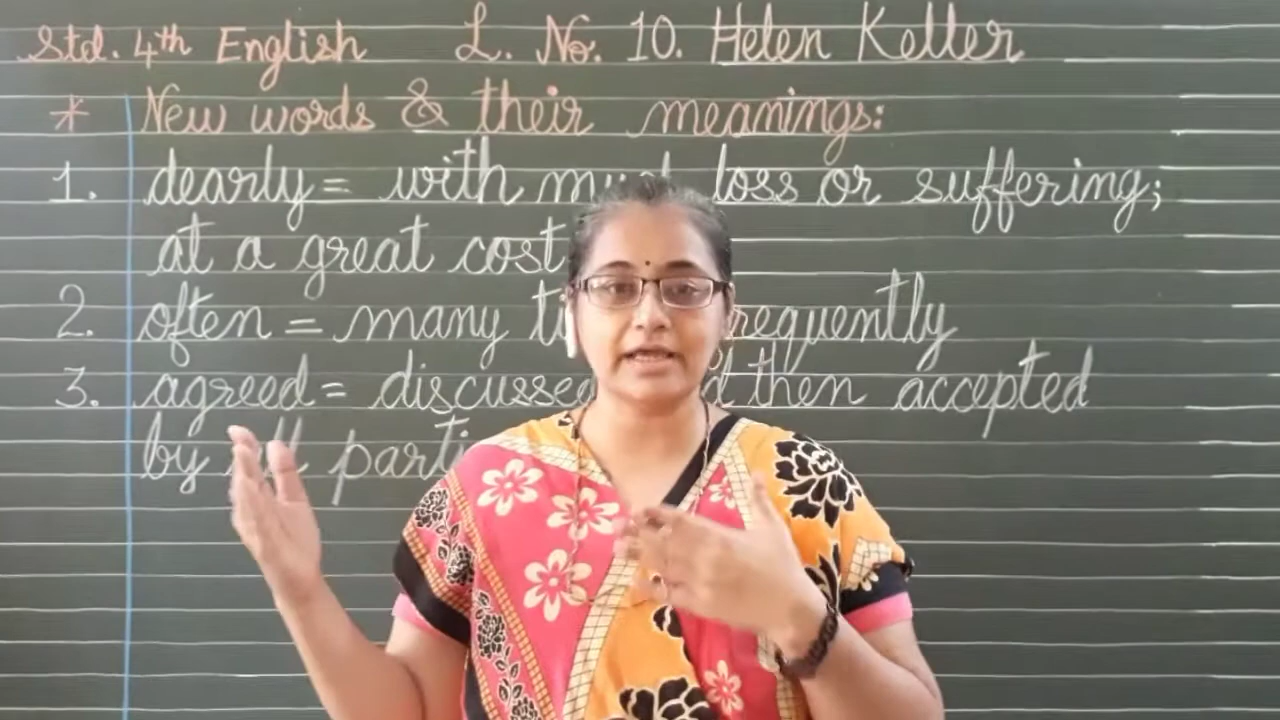 Std. 4th English L. No. 10. Helen Keller
* New words & their meanings:
1. dearly = with loss or suffering;
at a great cost
2. often = many
3. agreed = discussed then accepted
by